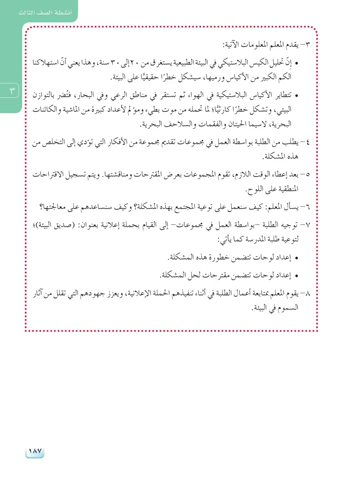 أنشطة الصف الثالث
٣
٣- يقدم المعلم المعلومات الآتية:
• إنّ تحليل الكيس البلاستيكي في البيئة الطبيعية يستغرق من ٢٠ إلى ٣٠ سنة، وهذا يعني أنّ استهلاكنا
الكم الكبير من الأكياس ورميها، سيشكل خطرًا حقيقيًّا على البيئة.
• تتطاير الأكياس البلاستيكية في الهواء ثم تستقر في مناطق الرعي وفي البحار، فتُضر بالتوازن
البيئي، وتشكل خطرًا كارثيًّا؛ لما تحمله من موت بطيء ومؤلم لأعداد كبيرة من الماشية والكائنات
البحرية، لاسيما الحيتان والفقمات والسلاحف البحرية.
٤- يطلب من الطلبة بواسطة العمل في مجموعات تقديم مجموعة من الأفكار التي تؤدي إلى التخلص من
هذه المشكلة.
٥- بعد إعطاء الوقت اللازم، تقوم المجموعات بعرض المقترحات ومناقشتها. ويتم تسجيل الاقتراحات
المنطقية على اللوح.
٦- يسأل المعلم: كيف سنعمل على توعية المجتمع بهذه المشكلة؟ وكيف سنساعدهم على معالجتها؟
٧- توجيه الطلبة -بواسطة العمل في مجموعات- إلى القيام بحملة إعلانية بعنوان: (صديق البيئة)؛
لتوعية طلبة المدرسة كما يأتي:
• إعداد لوحات تتضمن خطورة هذه المشكلة.
• إعداد لوحات تتضمن مقترحات لحل المشكلة.
٨- يقوم المعلم بمتابعة أعمال الطلبة في أثناء تنفيذهم الحملة الإعلانية، ويعزز جهودهم التي تقلل من آثار
السموم في البيئة.
١٨٧